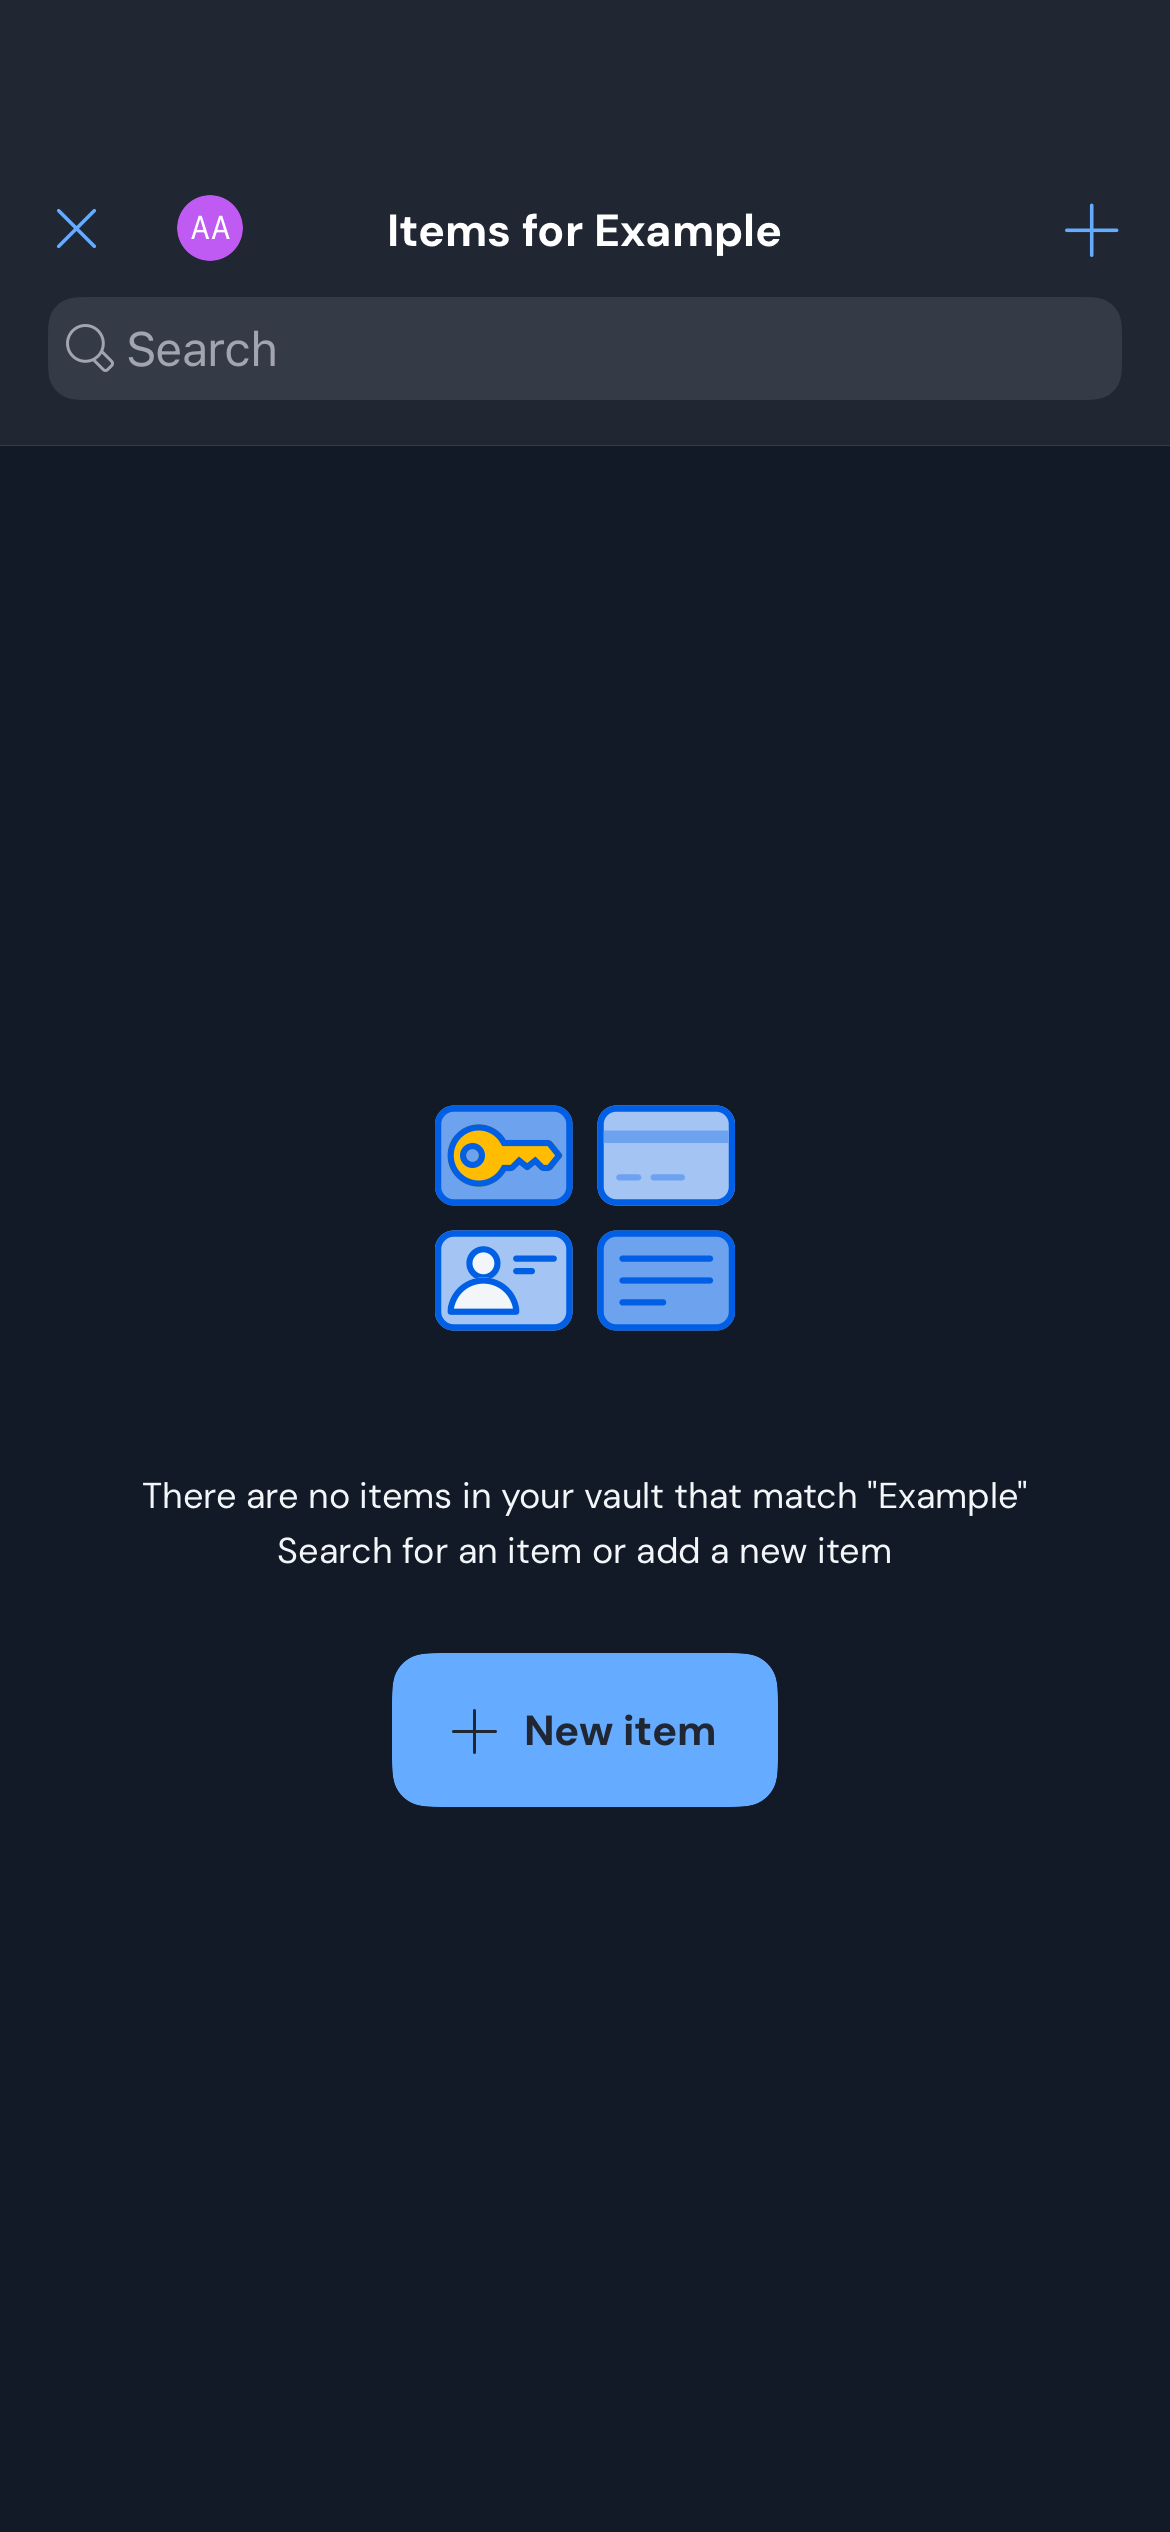 AA
Items for Example
Search
There are no items in your vault that match "Example"
Search for an item or add a new item
New item